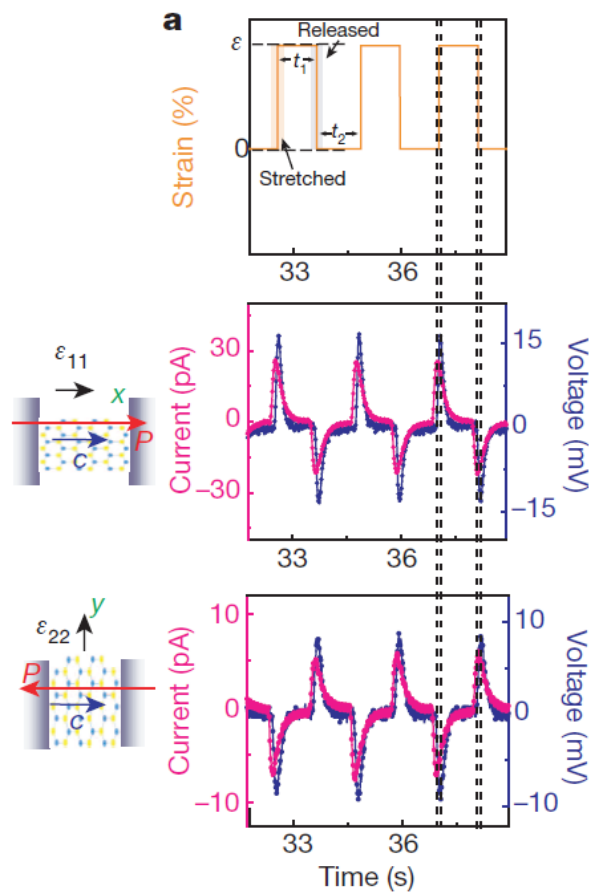 a
Released
ε
t1
t2
0
Stretched
Strain (%)
33 36
ε11
x
P
c
30
0
−30
Current (pA)
15
0
−15
Voltage (mV)
33 36
y
ε22
P
c
10
0
−10
Current (pA)
10
0
−10
Voltage (mV)
33 36
Time (s)